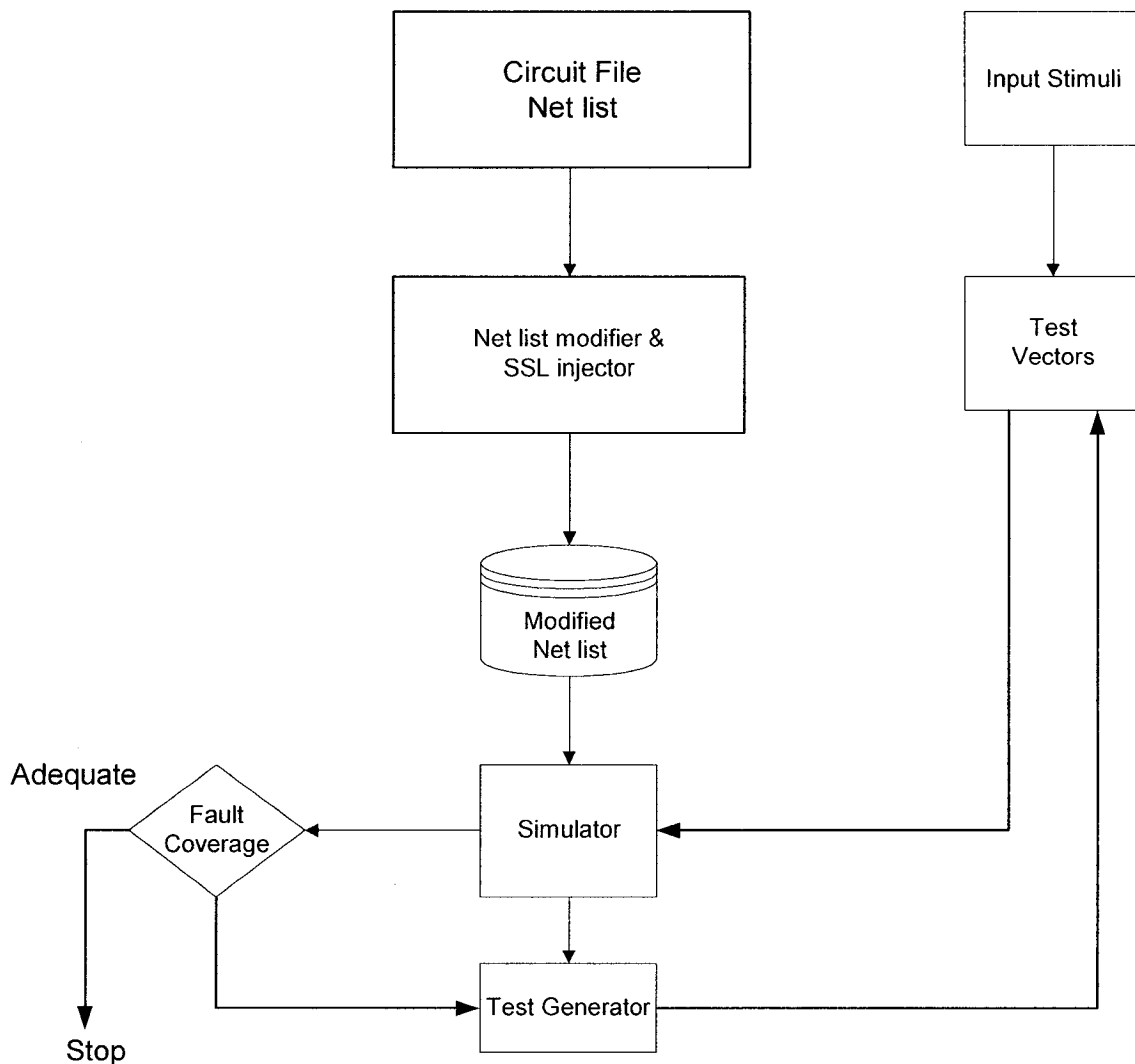 Circuit File
Net list
Input Stimuli
Net list modifier &
SSL injector
Test
Vectors
Modified
Net list
Adequate
Fault
Coverage
Simulator
Test Generator
Stop